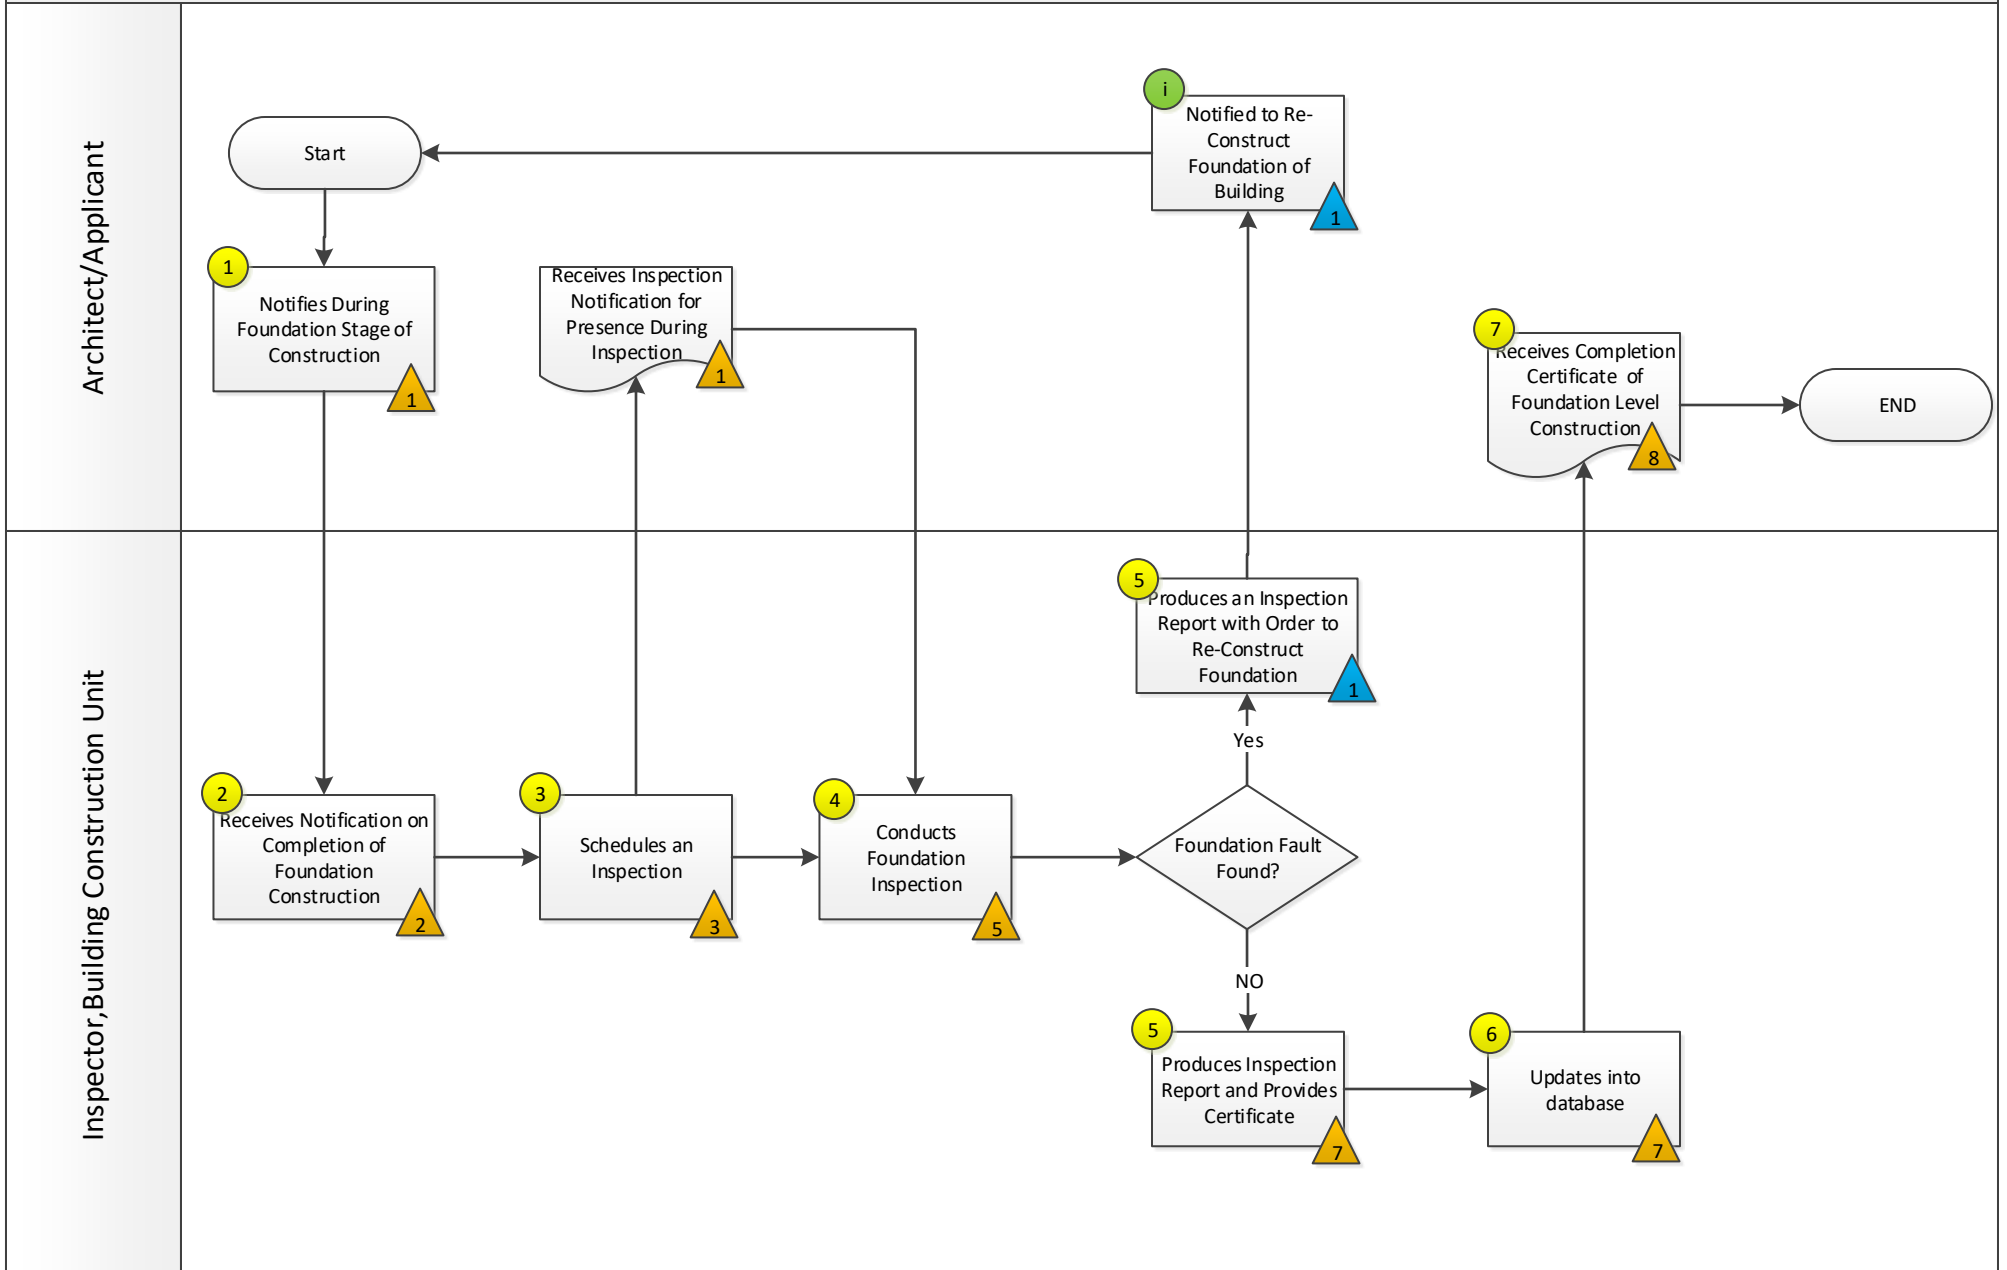 Architect/Applicant
Start
i
Notified to Re-
Construct
Foundation of
Building
1
1
Notifies During
Foundation Stage of
Construction
1
Receives Inspection
Notification for
Presence During
Inspection
1
7
Receives Completion
Certificate of
Foundation Level
Construction
8
END
Inspector,Building Construction Unit
5
Produces an Inspection
Report with Order to
Re-Construct
Foundation
1
Yes
2
Receives Notification on
Completion of
Foundation
Construction
2
3
Schedules an
Inspection
3
4
Conducts
Foundation
Inspection
5
Foundation Fault
Found?
NO
5
Produces Inspection
Report and Provides
Certificate
7
6
Updates into
database
7